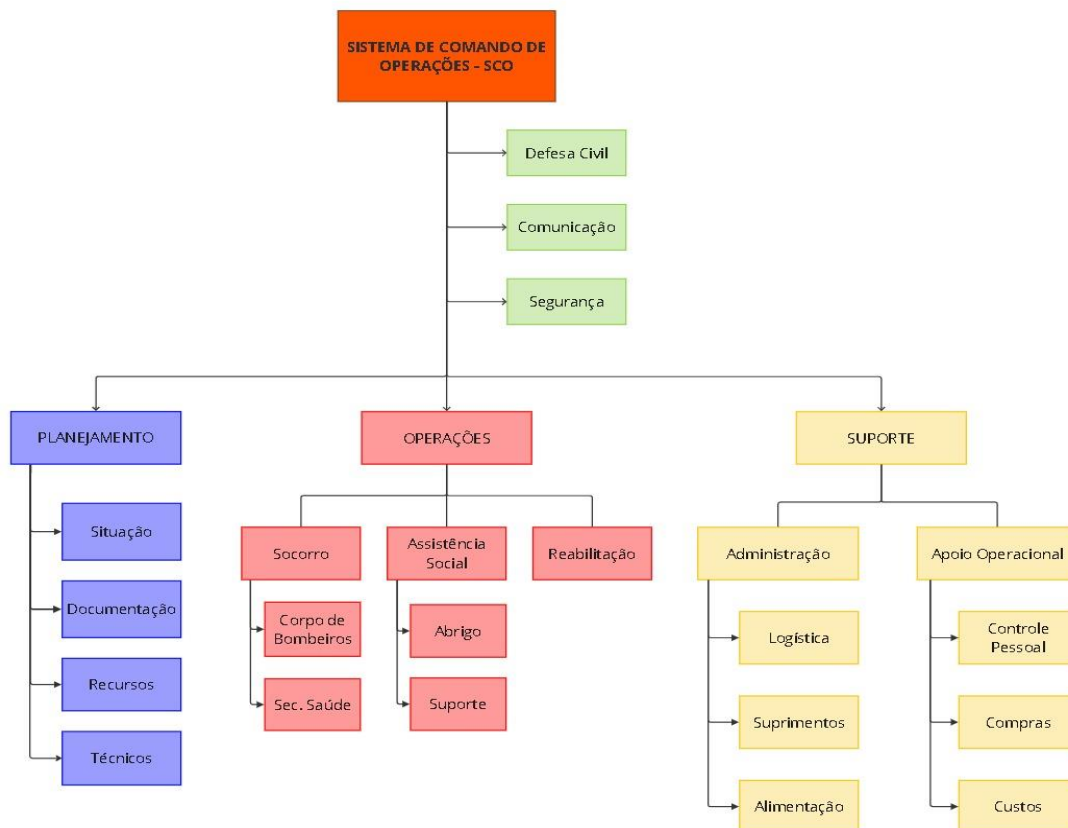 SISTEMA DE COMANDO DE
OPERAÇÕES - SCO
Defesa Civil
Comunicação
Segurança
PLANEJAMENTO
OPERAÇÕES
SUPORTE
Situação
Documentação
Recursos
Técnicos
Socorro
Corpo de
Bombeiros
Sec. Saúde
Assistência
Social
Abrigo
Suporte
Reabilitação
Administração
Logística
Suprimentos
Alimentação
Apoio Operacional
Controle
Pessoal
Compras
Custos